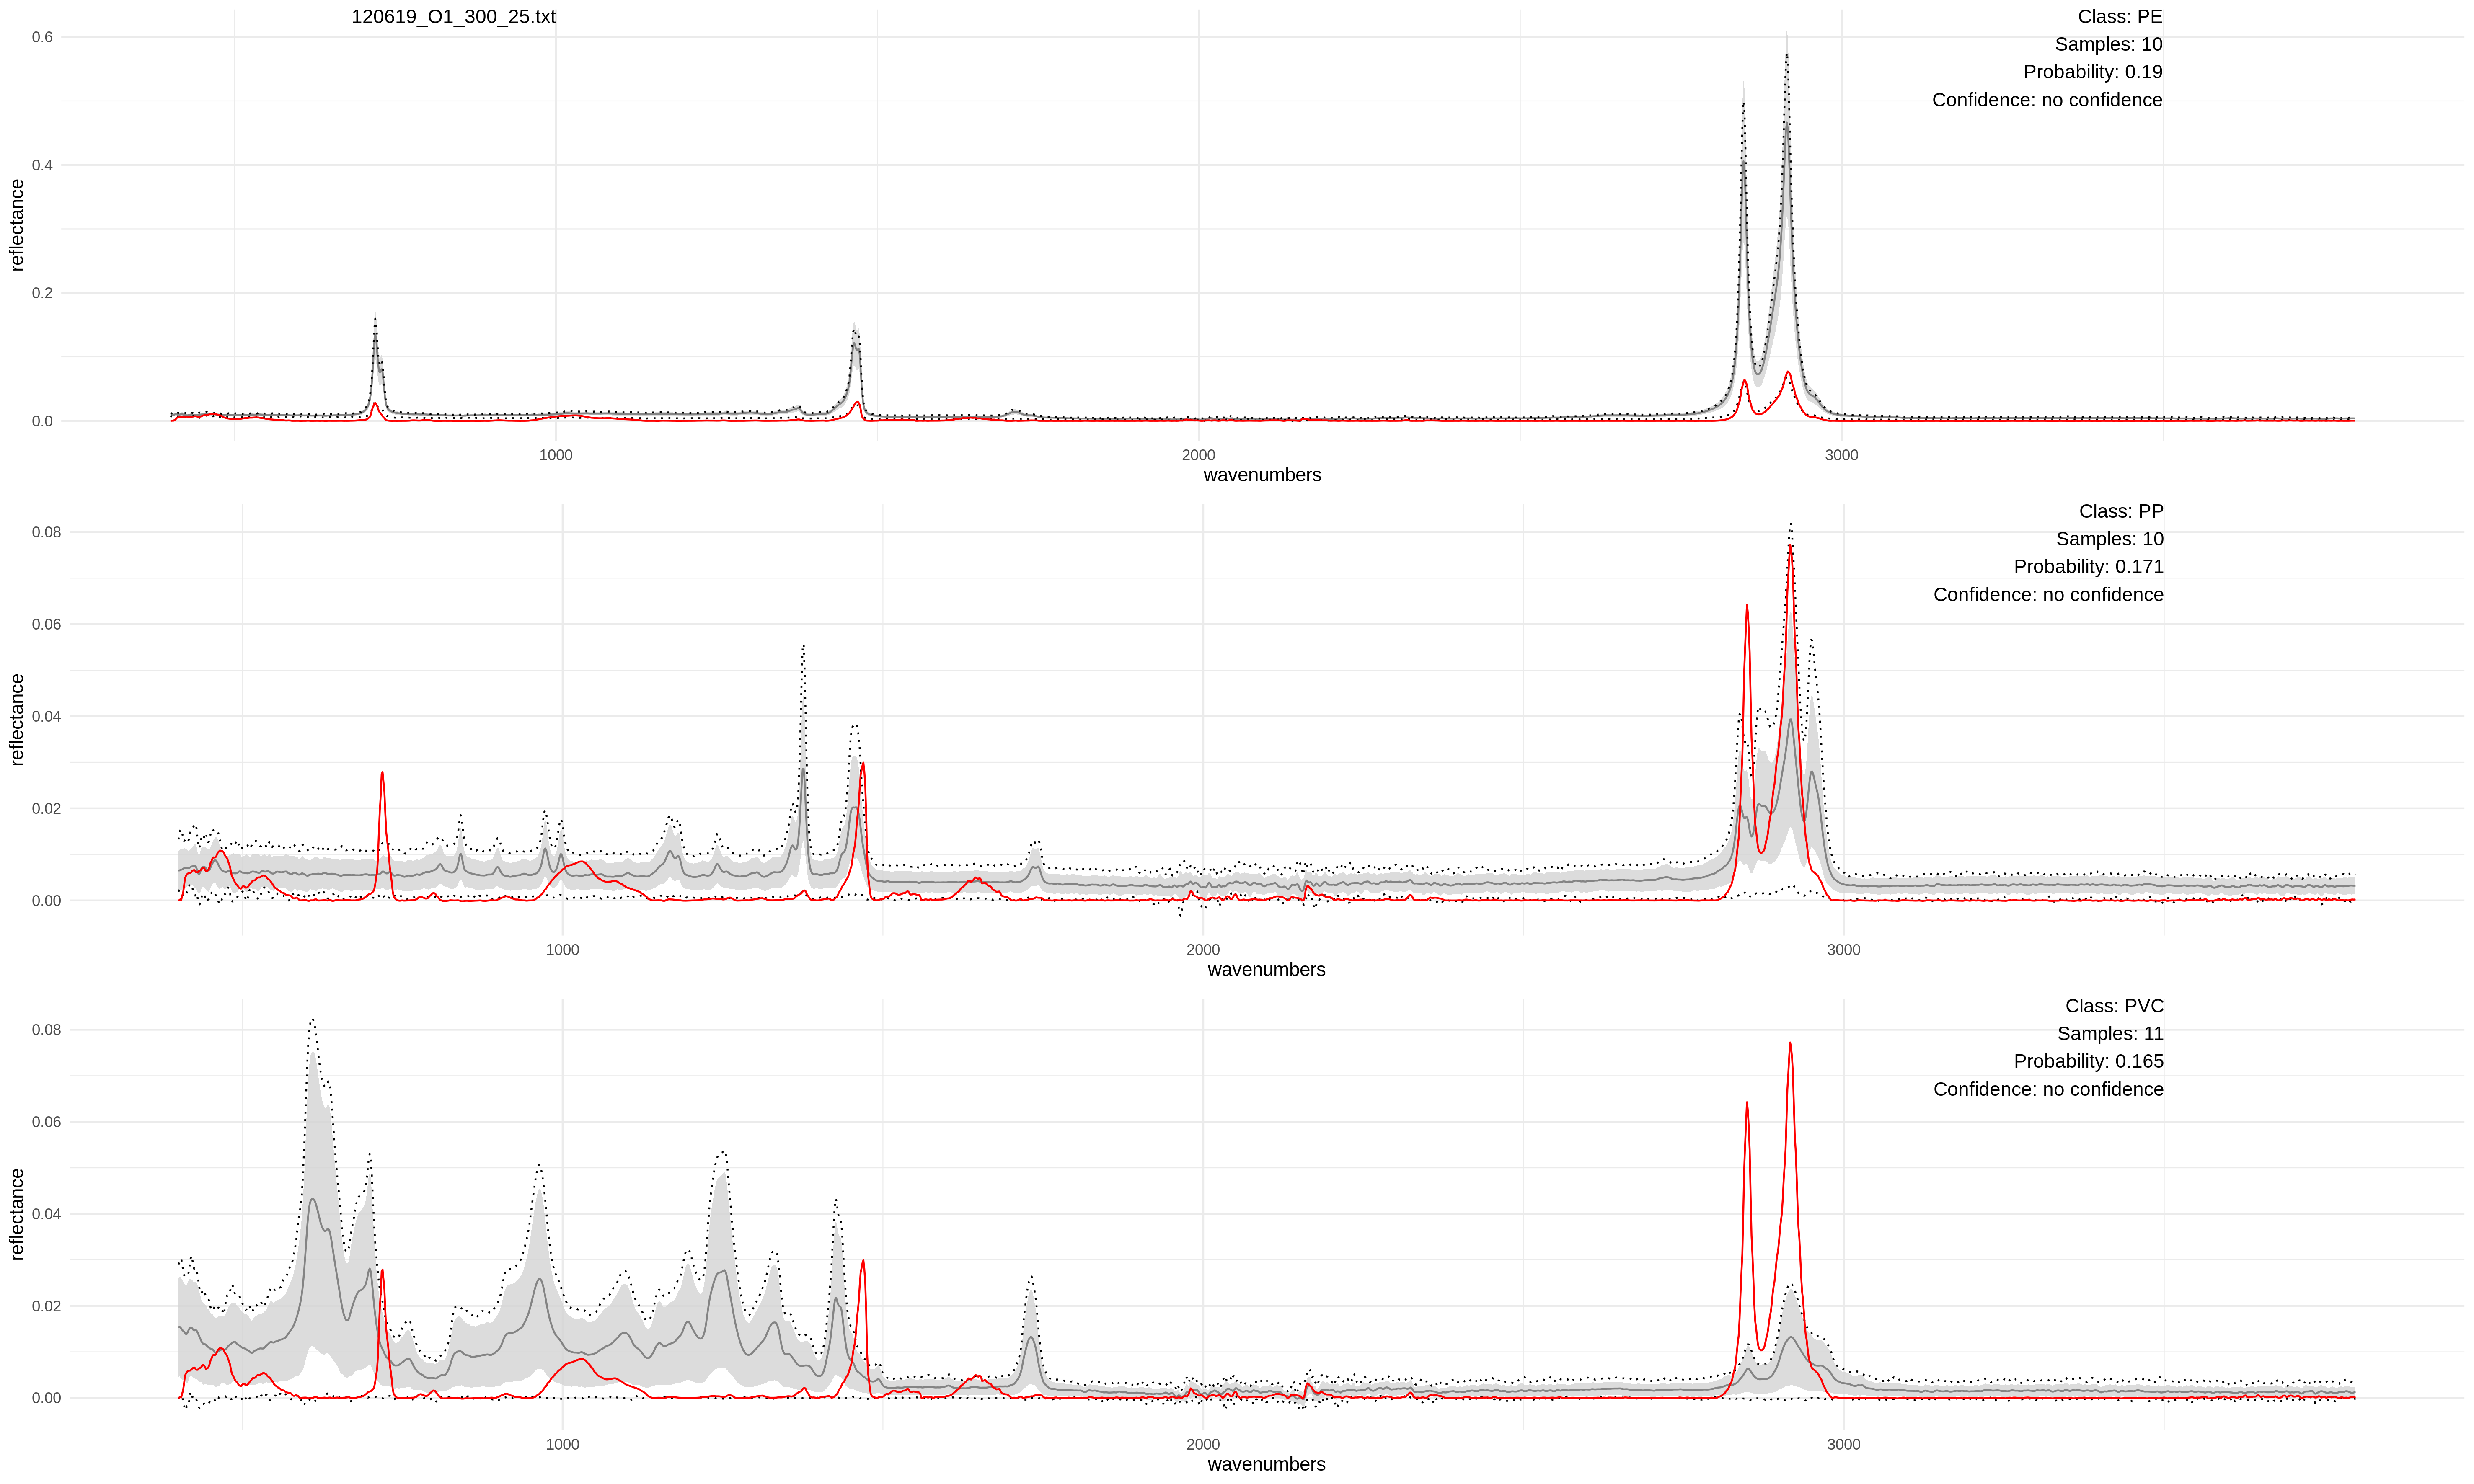 120619_O1_300_25.txt
Class: PE
Samples: 10
Probability: 0.19
Confidence: no confidence
0.6
0.4
0.2
0.0
reflectance
1000
2000
3000
wavenumbers
Class: PP
Samples: 10
Probability: 0.171
Confidence: no confidence
0.08
0.06
0.04
0.02
0.00
reflectance
1000
2000
3000
wavenumbers
Class: PVC
Samples: 11
Probability: 0.165
Confidence: no confidence
0.08
0.06
0.04
0.02
0.00
reflectance
1000
2000
3000
wavenumbers